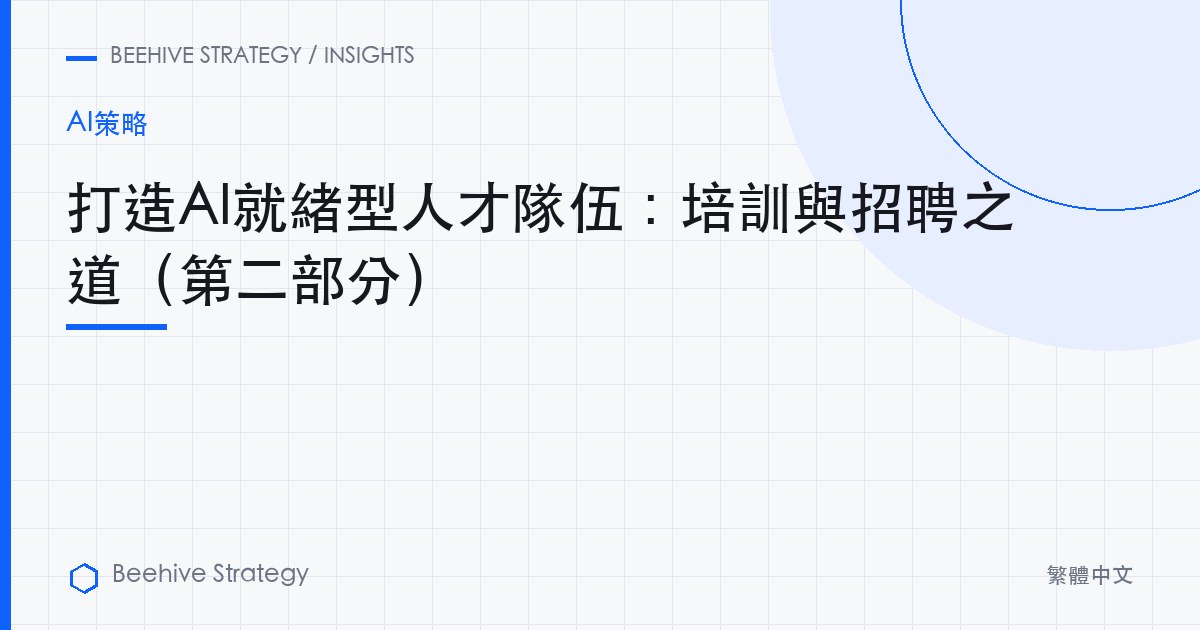 BEEHIVE STRATEGY / INSIGHTS
AI策略
打造AI就緒型人才隊伍：培訓與招聘之
道（第二部分）
Beehive Strategy
繁體中文